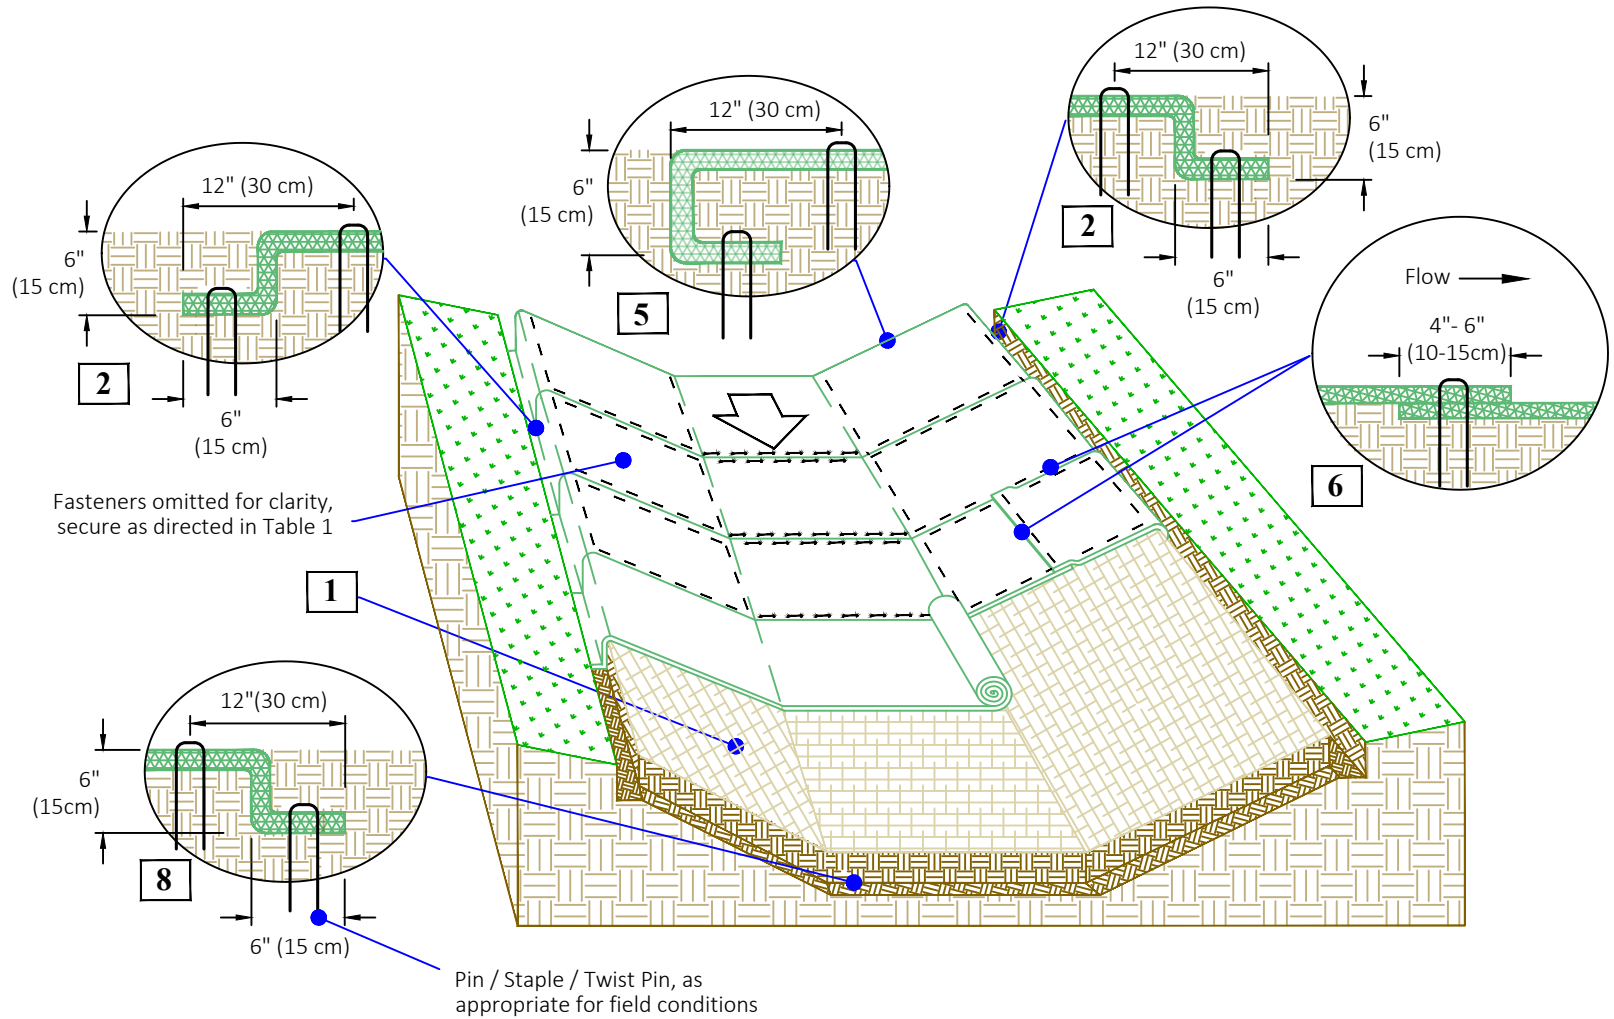 12" (30 cm)
6"
(15 cm)
2
6"
(15 cm)
12" (30 cm)
6"
(15 cm)
5
12" (30 cm)
6"
(15 cm)
2
6"
(15 cm)
Flow
4"- 6"
(10-15cm)
6
Fasteners omitted for clarity,
secure as directed in Table 1
1
12"(30 cm)
6"
(15cm)
8
6" (15 cm)
Pin / Staple / Twist Pin, as
appropriate for field conditions